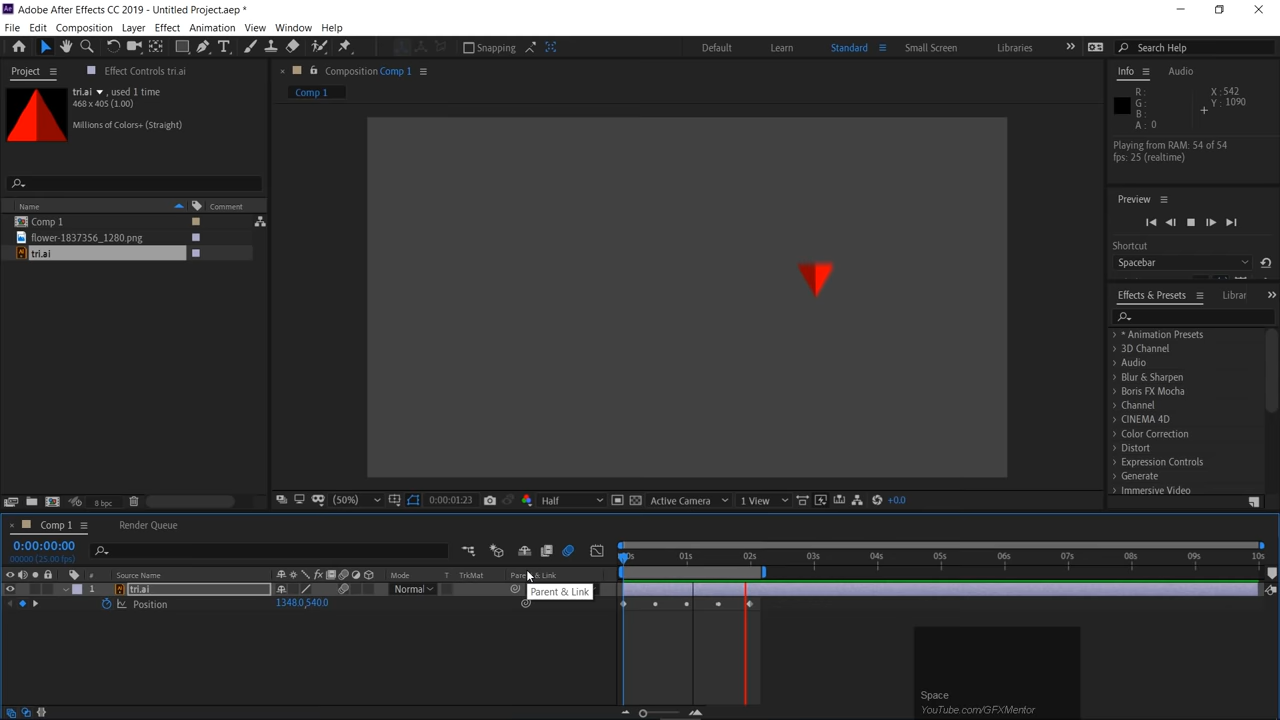 Adobe After Effects CC 2019 - Untitled Project.aep *
File Edit Composition Layer Effect Animation View Window Help
Snapping Default Learn Standard Small Screen Libraries Search Help
Project Effect Controls tri.ai
tri.ai , used 1 time
468 x 405 (1.00)
Millions of Colors+ (Straight)
Name Comment
Comp 1
flower-1837356_1280.png
tri.ai
8 bpc
Composition Comp 1
Comp 1
(50%) 0:00:01:23 Half Active Camera 1 View +0.0
Info Audio
R: X : 542
G: Y : 1090
B:
A : 0
Playing from RAM: 54 of 54
fps: 25 (realtime)
Preview
Shortcut
Spacebar
Effects & Presets Librar
* Animation Presets
3D Channel
Audio
Blur & Sharpen
Boris FX Mocha
Channel
CINEMA 4D
Color Correction
Distort
Expression Controls
Generate
Immersive Video
Comp 1 Render Queue
0:00:00:00
00000 (25.00 fps)
# Source Name fx Mode T TrkMat Parent & Link
1 tri.ai Normal
Parent & Link
Position 1348.0,540.0
00s 01s 02s 03s 04s 05s 06s 07s 08s 09s 10s
Space
YouTube.com/GFXMentor